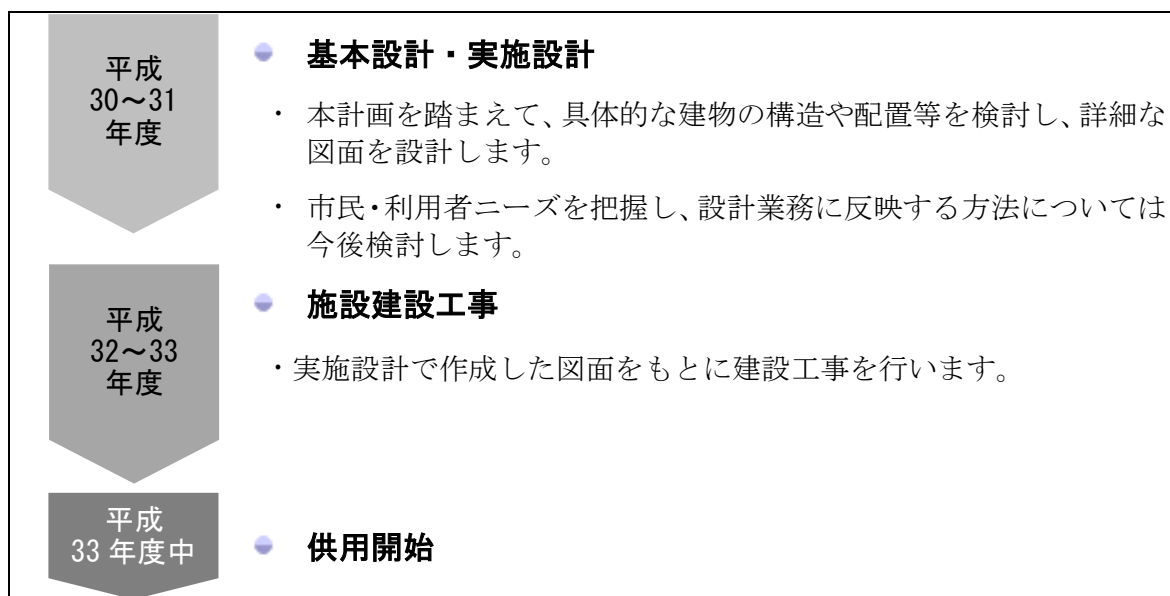 平成
30～31
年度
基本設計・実施設計
・ 本計画を踏まえて、具体的な建物の構造や配置等を検討し、詳細な
図面を設計します。
・ 市民・利用者ニーズを把握し、設計業務に反映する方法については
今後検討します。
平成
32～33
年度
施設建設工事
・実施設計で作成した図面をもとに建設工事を行います。
平成
33 年度中
供用開始